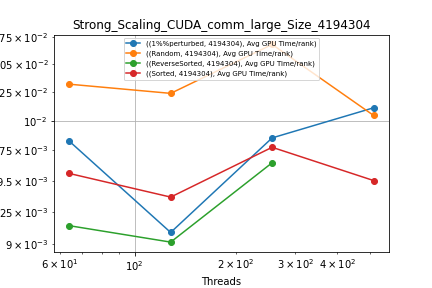 Strong_Scaling_CUDA_comm_large_Size_4194304
((1%%perturbed, 4194304), Avg GPU Time/rank)
((Random, 4194304), Avg GPU Time/rank)
((ReverseSorted, 4194304), Avg GPU Time/rank)
((Sorted, 4194304), Avg GPU Time/rank)
75 × 10⁻²
05 × 10⁻²
25 × 10⁻²
10⁻²
75 × 10⁻³
9.5 × 10⁻³
25 × 10⁻³
9 × 10⁻³
6 × 10¹
10²
2 × 10²
3 × 10²
4 × 10²
Threads